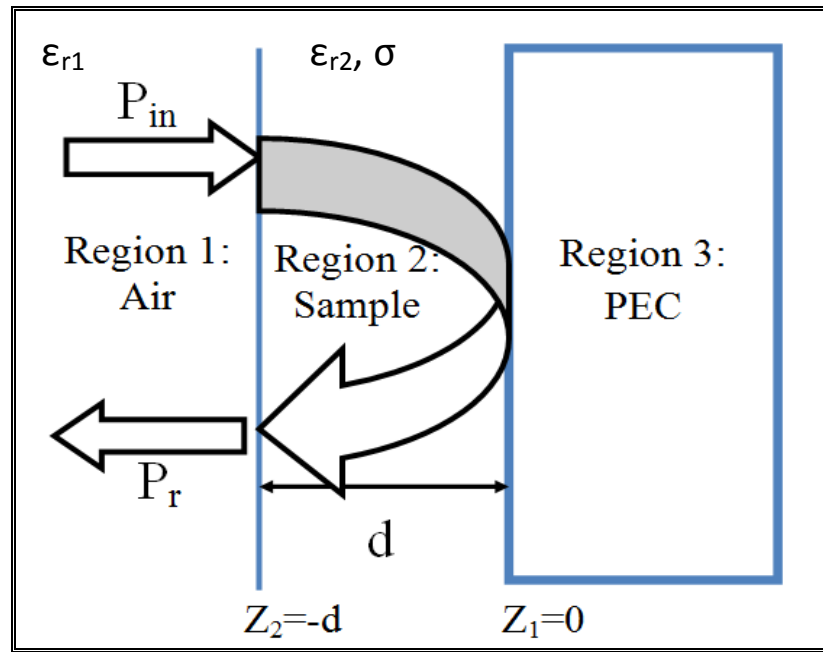 εr1
εr2, σ
Pin
Region 1:
Air
Region 2:
Sample
Region 3:
PEC
Pr
d
Z2=-d
Z1=0